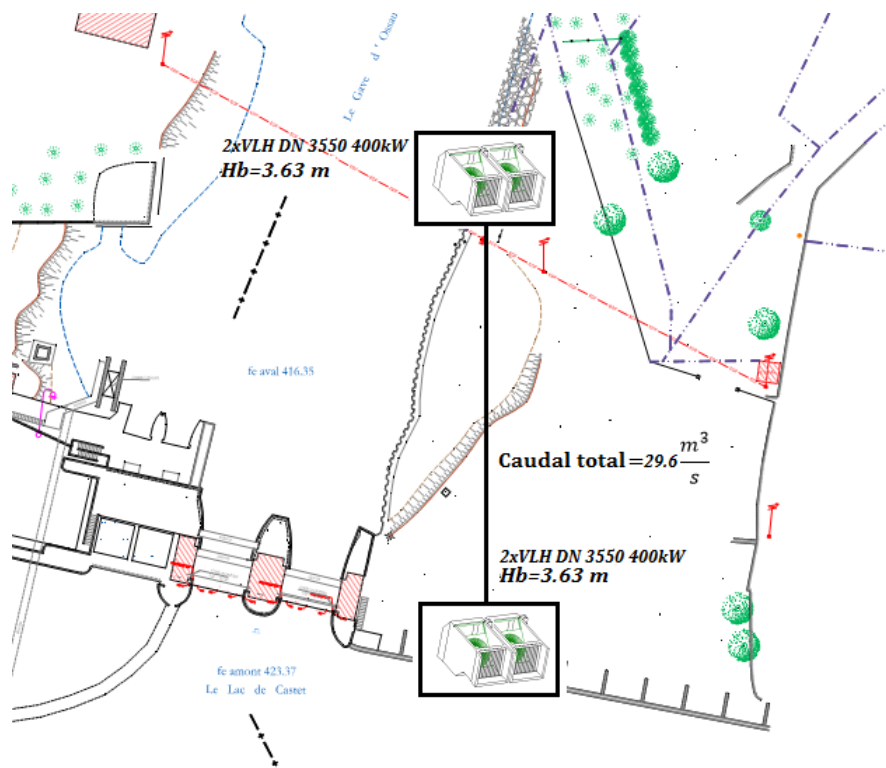 Le Gave d ' Ossau
2xVLH DN 3550 400kW
Hb=3.63 m
fe aval 416.35
Caudal total=29.6 m³/s
2xVLH DN 3550 400kW
Hb=3.63 m
fe amont 423.37
Le Lac de Castet